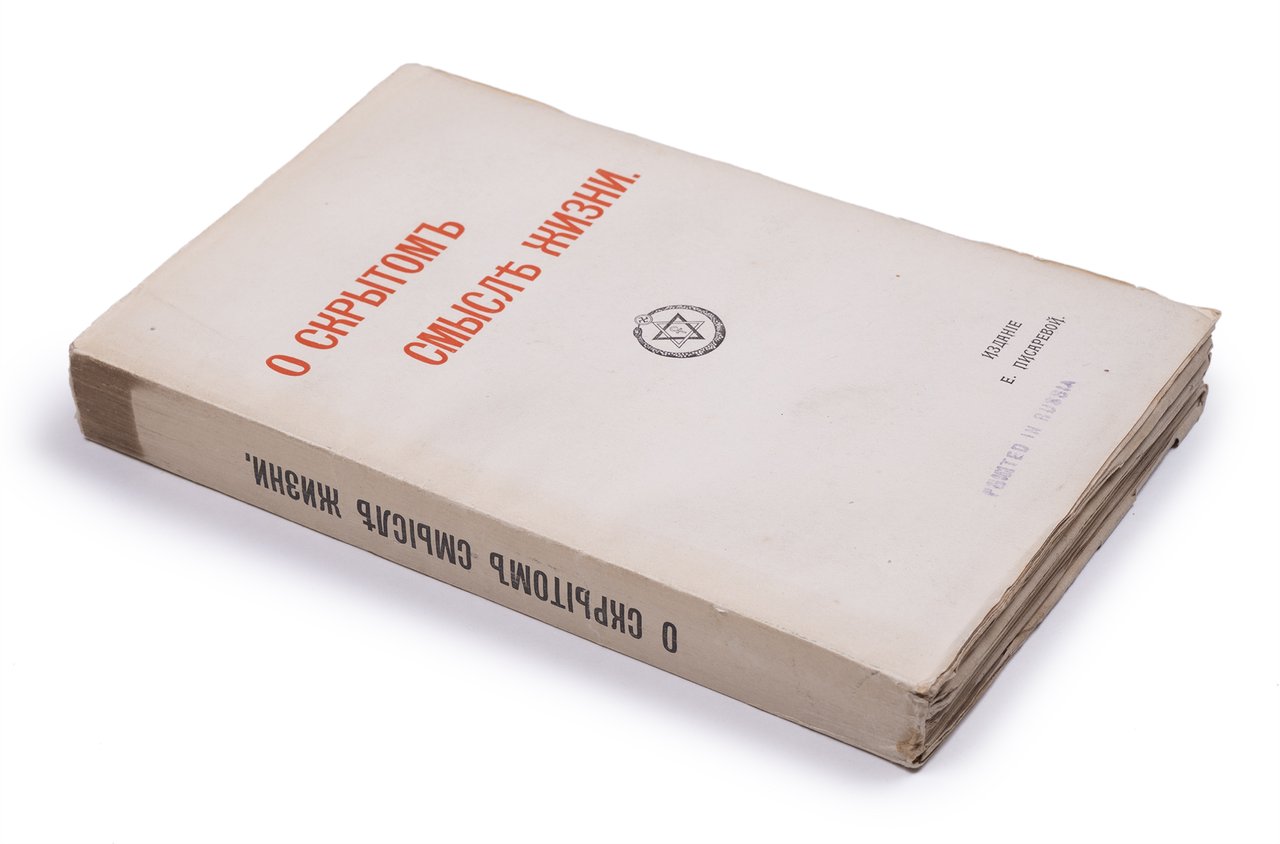 О СКРЫТОМЪ
СМЫСЛѢ ЖИЗНИ.
ИЗДАНІЕ
Е. ПИСАРЕВОЙ.
PRINTED IN RUSSIA
О СКРЫТОМЪ СМЫСЛѢ ЖИЗНИ.